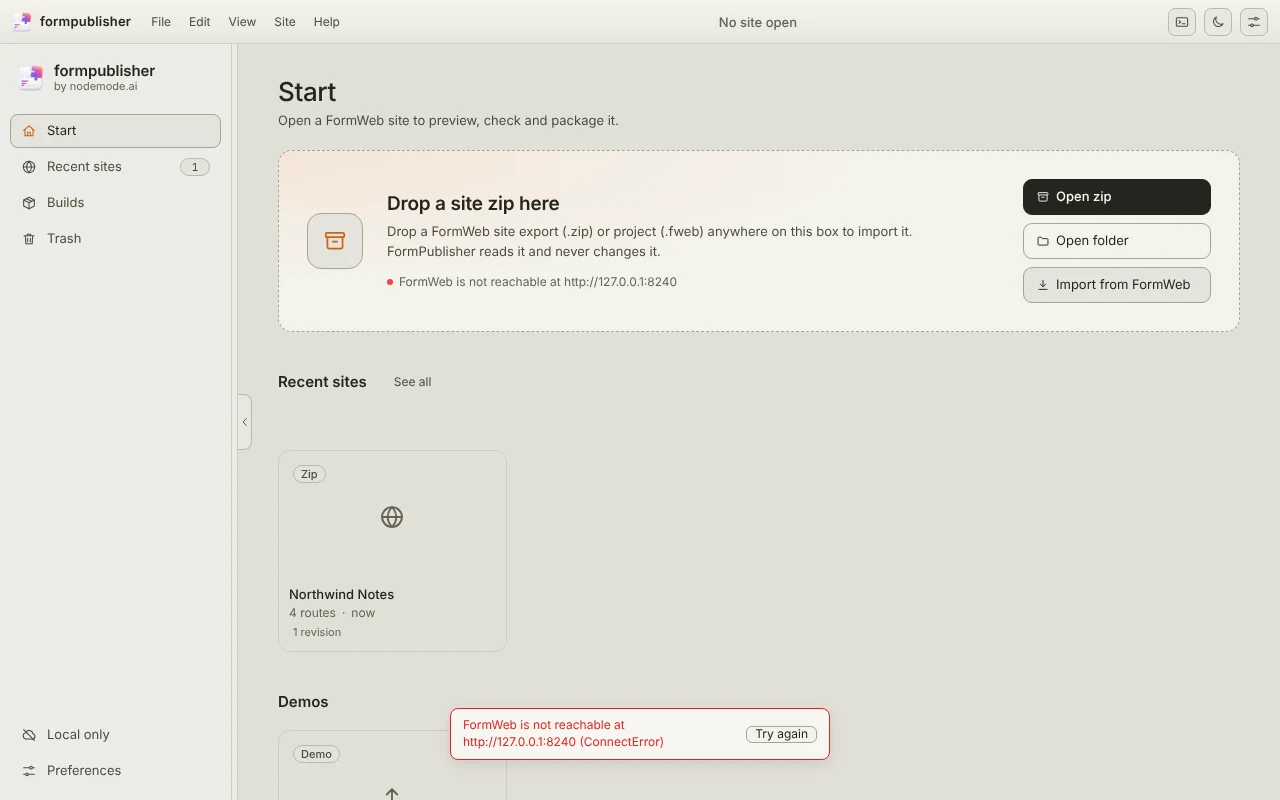 formpublisher File Edit View Site Help No site open
formpublisher
by nodemode.ai
Start
Recent sites 1
Builds
Trash
Local only
Preferences
Start
Open a FormWeb site to preview, check and package it.
Drop a site zip here
Drop a FormWeb site export (.zip) or project (.fweb) anywhere on this box to import it.
FormPublisher reads it and never changes it.
FormWeb is not reachable at http://127.0.0.1:8240
Open zip
Open folder
Import from FormWeb
Recent sites See all
Zip
Northwind Notes
4 routes · now
1 revision
Demos
Demo
FormWeb is not reachable at
http://127.0.0.1:8240 (ConnectError)
Try again